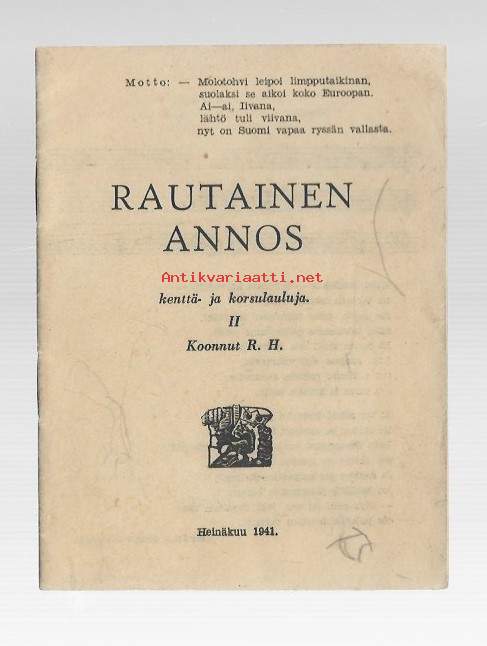 Motto: — Molotohvi leipoi limpputaikinan,
suolaksi se aikoi koko Euroopan.
Ai—ai, Iivana,
lähtö tuli viivana,
nyt on Suomi vapaa ryssän vallasta.
RAUTAINEN
ANNOS
Antikvariaatti.net
kenttä- ja korsulauluja.
II
Koonnut R. H.
Heinäkuu 1941.